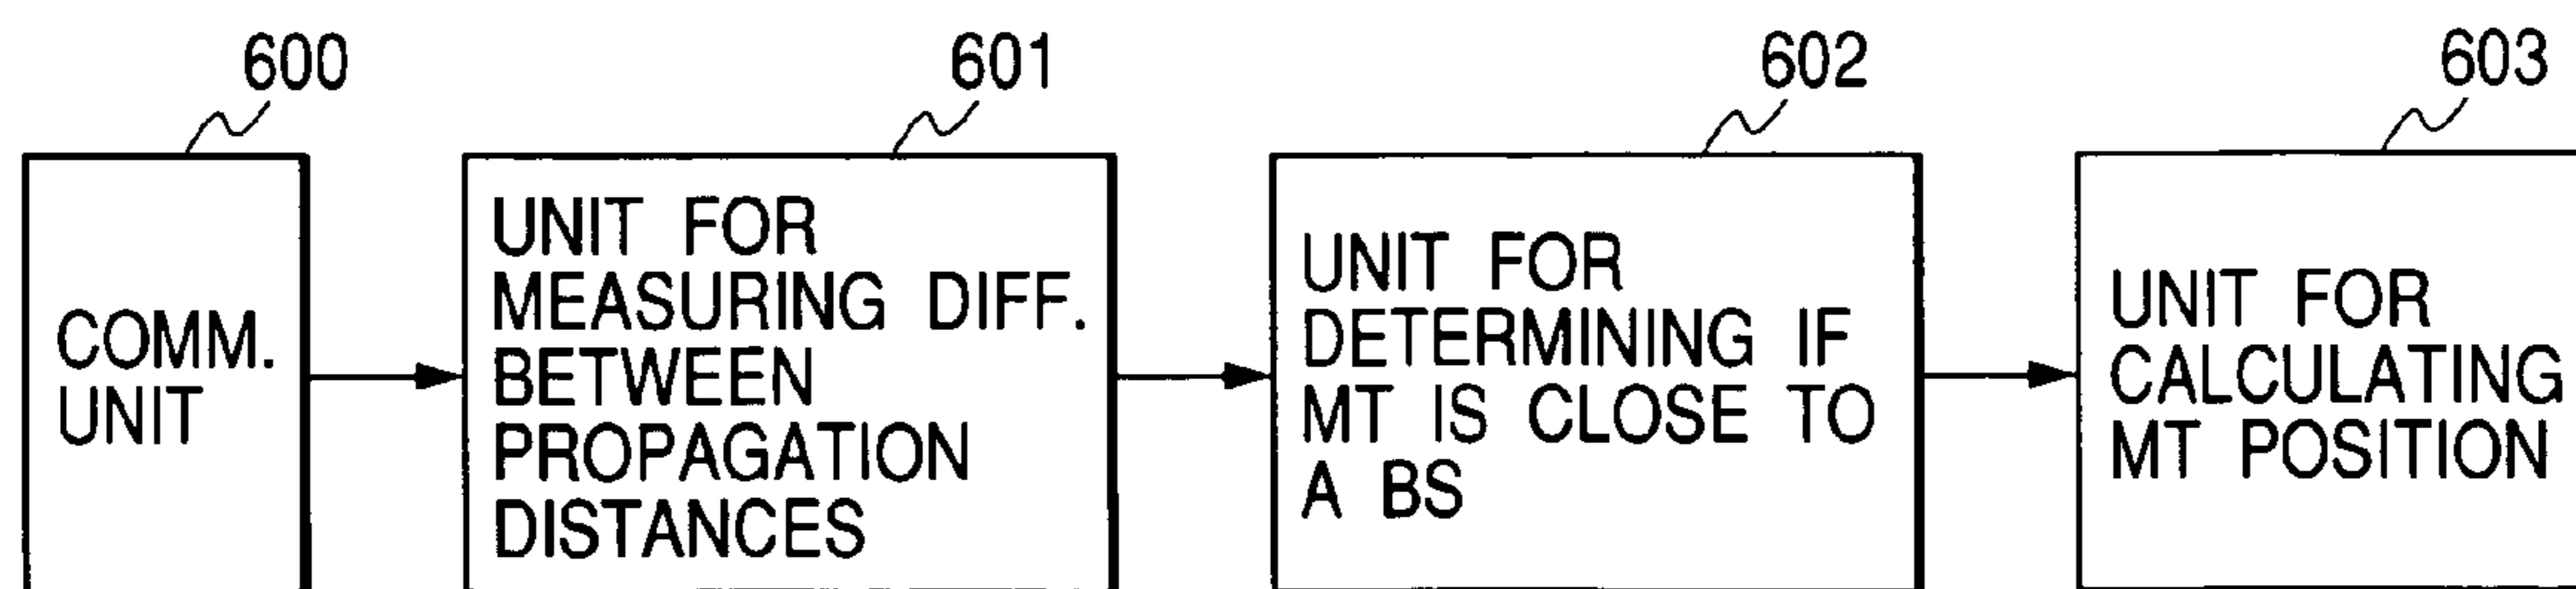 600
601
602
603
COMM.
UNIT
UNIT FOR
MEASURING DIFF.
BETWEEN
PROPAGATION
DISTANCES
UNIT FOR
DETERMINING IF
MT IS CLOSE TO
A BS
UNIT FOR
CALCULATING
MT POSITION